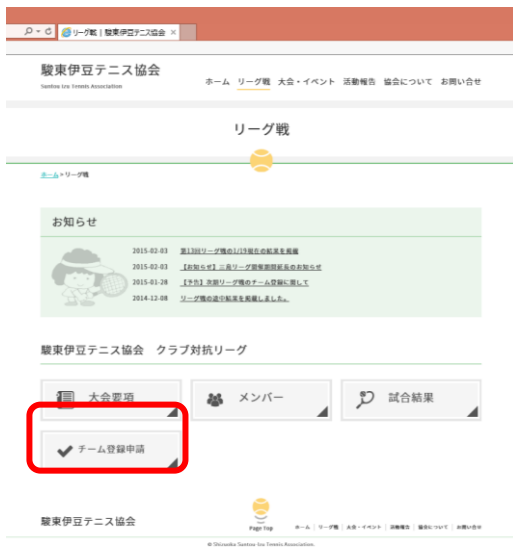 リーグ戦 | 駿東伊豆テニス協会 ×
駿東伊豆テニス協会
Santou Izu Tennis Association
ホーム リーグ戦 大会・イベント 活動報告 協会について お問い合せ
リーグ戦
ホーム > リーグ戦
お知らせ
2015-02-03 第13回リーグ戦の1/19現在の結果を掲載
2015-02-03 【お知らせ】三島リーグ開催期間延長のお知らせ
2015-01-28 【予告】次期リーグ戦のチーム登録に関して
2014-12-08 リーグ戦の途中結果を掲載しました。
駿東伊豆テニス協会 クラブ対抗リーグ
大会要項
メンバー
試合結果
チーム登録申請
駿東伊豆テニス協会
Page Top
ホーム | リーグ戦 | 大会・イベント | 活動報告 | 協会について | お問い合せ
© Shizuoka Santou-Izu Tennis Association.